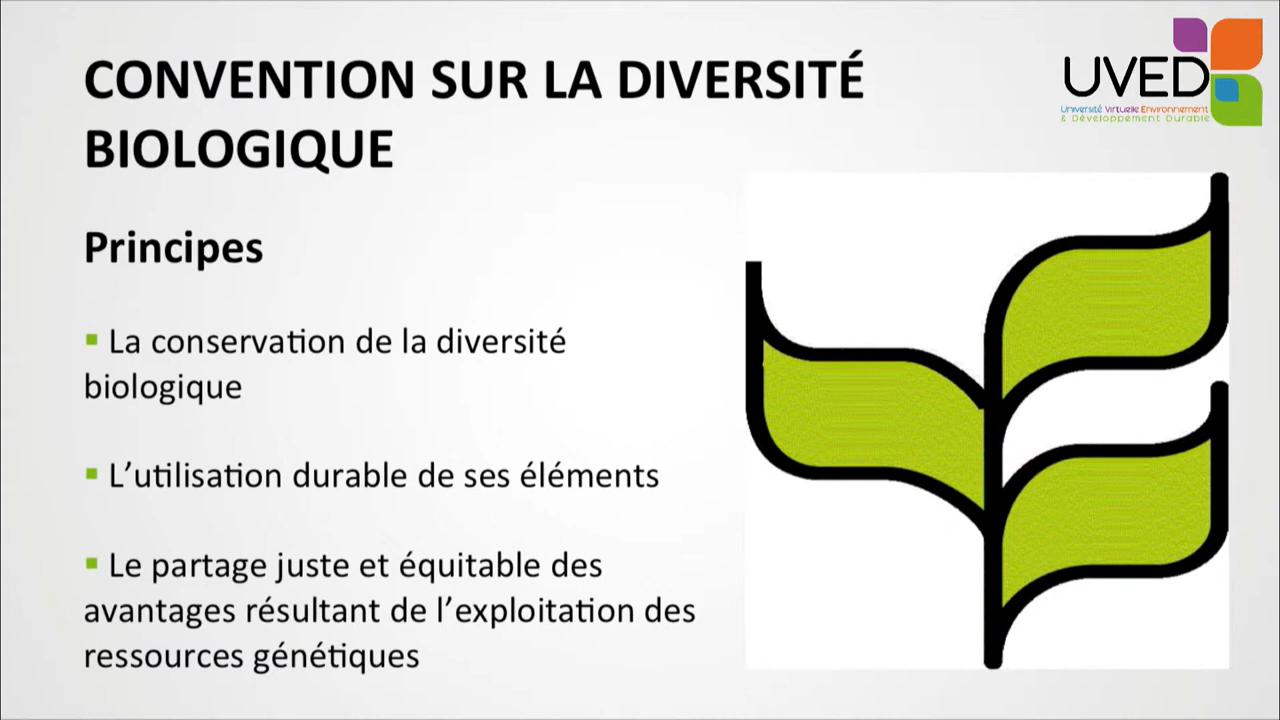 CONVENTION SUR LA DIVERSITÉ
BIOLOGIQUE
UVED
Université Virtuelle Environnement
& Développement Durable
Principes
▪ La conservation de la diversité
biologique
▪ L’utilisation durable de ses éléments
▪ Le partage juste et équitable des
avantages résultant de l’exploitation des
ressources génétiques